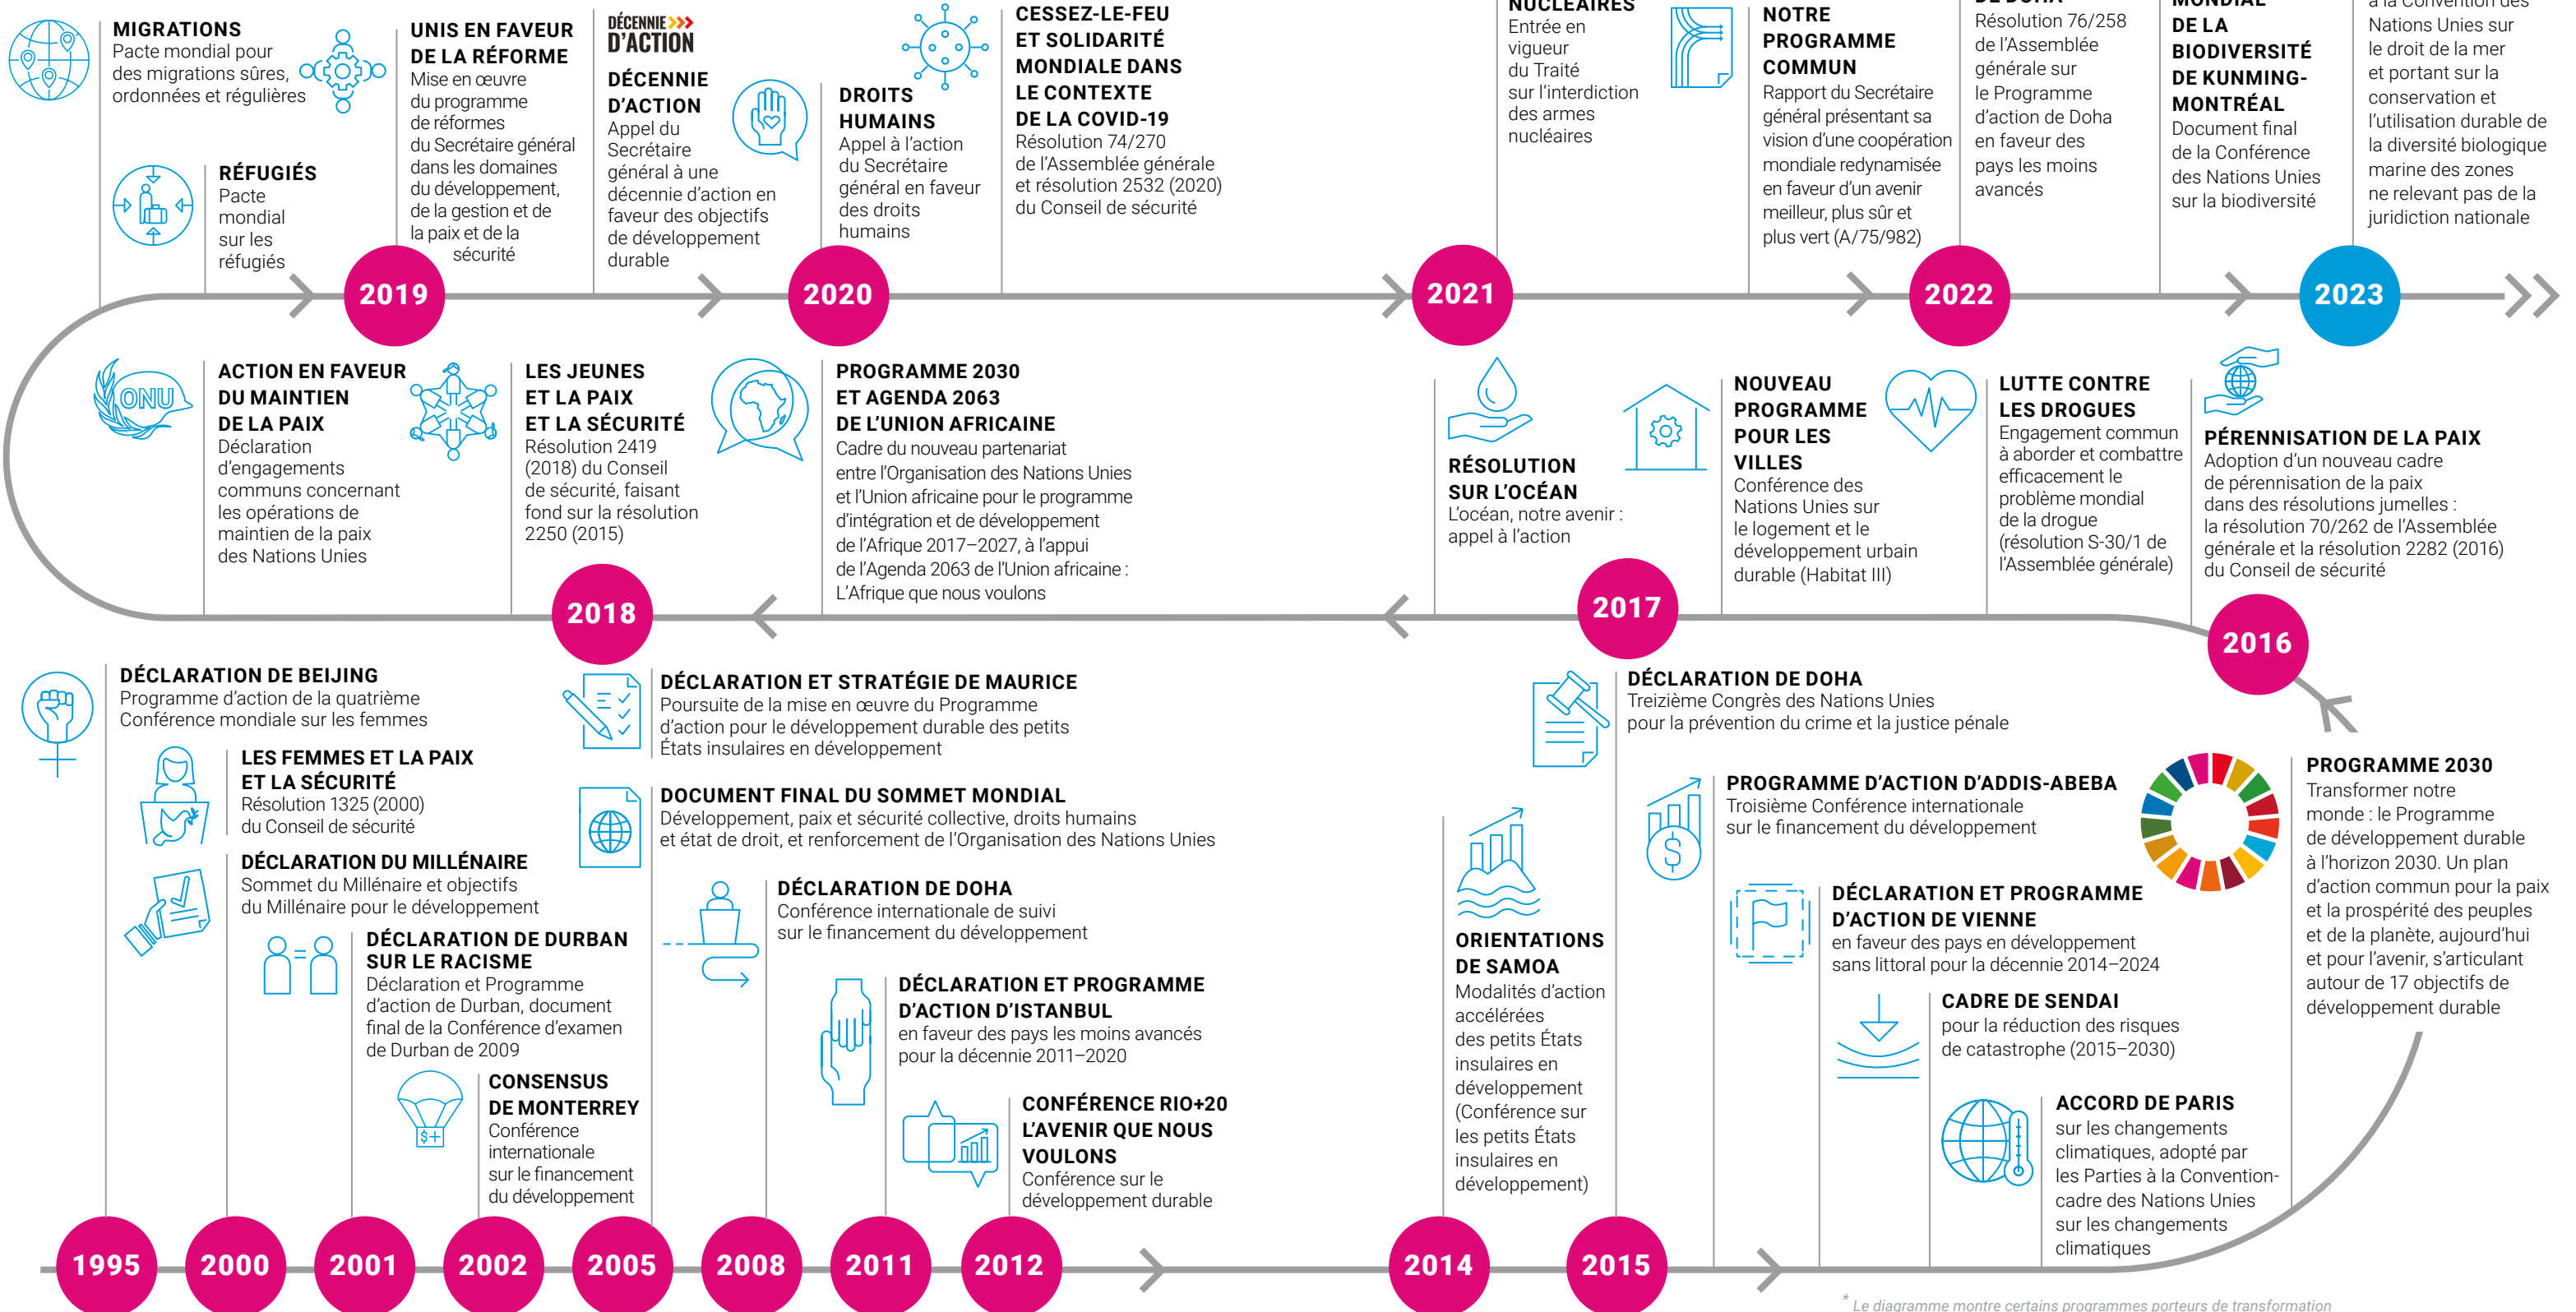 MIGRATIONS
Pacte mondial pour
des migrations sûres,
ordonnées et régulières
RÉFUGIÉS
Pacte
mondial
sur les
réfugiés
UNIS EN FAVEUR
DE LA RÉFORME
Mise en œuvre
du programme
de réformes
du Secrétaire général
dans les domaines
du développement,
de la gestion et de
la paix et de la
sécurité
DÉCENNIE
D'ACTION
DÉCENNIE
D'ACTION
Appel du
Secrétaire
général à une
décennie d'action en
faveur des objectifs
de développement
durable
DROITS
HUMAINS
Appel à l'action
du Secrétaire
général en faveur
des droits
humains
CESSEZ-LE-FEU
ET SOLIDARITÉ
MONDIALE DANS
LE CONTEXTE
DE LA COVID-19
Résolution 74/270
de l'Assemblée générale
et résolution 2532 (2020)
du Conseil de sécurité
NUCLÉAIRES
Entrée en
vigueur
du Traité
sur l'interdiction
des armes
nucléaires
NOTRE
PROGRAMME
COMMUN
Rapport du Secrétaire
général présentant sa
vision d'une coopération
mondiale redynamisée
en faveur d'un avenir
meilleur, plus sûr et
plus vert (A/75/982)
DE DOHA
Résolution 76/258
de l'Assemblée
générale sur
le Programme
d'action de Doha
en faveur des
pays les moins
avancés
MONDIAL
DE LA
BIODIVERSITÉ
DE KUNMING-
MONTRÉAL
Document final
de la Conférence
des Nations Unies
sur la biodiversité
à la Convention des
Nations Unies sur
le droit de la mer
et portant sur la
conservation et
l'utilisation durable de
la diversité biologique
marine des zones
ne relevant pas de la
juridiction nationale
2019
2020
2021
2022
2023
ONU
ACTION EN FAVEUR
DU MAINTIEN
DE LA PAIX
Déclaration
d'engagements
communs concernant
les opérations de
maintien de la paix
des Nations Unies
LES JEUNES
ET LA PAIX
ET LA SÉCURITÉ
Résolution 2419
(2018) du Conseil
de sécurité, faisant
fond sur la résolution
2250 (2015)
PROGRAMME 2030
ET AGENDA 2063
DE L'UNION AFRICAINE
Cadre du nouveau partenariat
entre l'Organisation des Nations Unies
et l'Union africaine pour le programme
d'intégration et de développement
de l'Afrique 2017–2027, à l'appui
de l'Agenda 2063 de l'Union africaine :
L'Afrique que nous voulons
RÉSOLUTION
SUR L'OCÉAN
L'océan, notre avenir :
appel à l'action
NOUVEAU
PROGRAMME
POUR LES
VILLES
Conférence des
Nations Unies sur
le logement et le
développement urbain
durable (Habitat III)
LUTTE CONTRE
LES DROGUES
Engagement commun
à aborder et combattre
efficacement le
problème mondial
de la drogue
(résolution S-30/1 de
l'Assemblée générale)
PÉRENNISATION DE LA PAIX
Adoption d'un nouveau cadre
de pérennisation de la paix
dans des résolutions jumelles :
la résolution 70/262 de l'Assemblée
générale et la résolution 2282 (2016)
du Conseil de sécurité
2018
2017
2016
DÉCLARATION DE BEIJING
Programme d'action de la quatrième
Conférence mondiale sur les femmes
LES FEMMES ET LA PAIX
ET LA SÉCURITÉ
Résolution 1325 (2000)
du Conseil de sécurité
DÉCLARATION DU MILLÉNAIRE
Sommet du Millénaire et objectifs
du Millénaire pour le développement
DÉCLARATION DE DURBAN
SUR LE RACISME
Déclaration et Programme
d'action de Durban, document
final de la Conférence d'examen
de Durban de 2009
$+
CONSENSUS
DE MONTERREY
Conférence
internationale
sur le financement
du développement
DÉCLARATION ET STRATÉGIE DE MAURICE
Poursuite de la mise en œuvre du Programme
d'action pour le développement durable des petits
États insulaires en développement
DOCUMENT FINAL DU SOMMET MONDIAL
Développement, paix et sécurité collective, droits humains
et état de droit, et renforcement de l'Organisation des Nations Unies
DÉCLARATION DE DOHA
Conférence internationale de suivi
sur le financement du développement
DÉCLARATION ET PROGRAMME
D'ACTION D'ISTANBUL
en faveur des pays les moins avancés
pour la décennie 2011–2020
CONFÉRENCE RIO+20
L'AVENIR QUE NOUS
VOULONS
Conférence sur le
développement durable
ORIENTATIONS
DE SAMOA
Modalités d'action
accélérées
des petits États
insulaires en
développement
(Conférence sur
les petits États
insulaires en
développement)
DÉCLARATION DE DOHA
Treizième Congrès des Nations Unies
pour la prévention du crime et la justice pénale
$
PROGRAMME D'ACTION D'ADDIS-ABEBA
Troisième Conférence internationale
sur le financement du développement
DÉCLARATION ET PROGRAMME
D'ACTION DE VIENNE
en faveur des pays en développement
sans littoral pour la décennie 2014–2024
CADRE DE SENDAI
pour la réduction des risques
de catastrophe (2015–2030)
ACCORD DE PARIS
sur les changements
climatiques, adopté par
les Parties à la Convention-
cadre des Nations Unies
sur les changements
climatiques
PROGRAMME 2030
Transformer notre
monde : le Programme
de développement durable
à l'horizon 2030. Un plan
d'action commun pour la paix
et la prospérité des peuples
et de la planète, aujourd'hui
et pour l'avenir, s'articulant
autour de 17 objectifs de
développement durable
1995
2000
2001
2002
2005
2008
2011
2012
2014
2015
* Le diagramme montre certains programmes porteurs de transformation